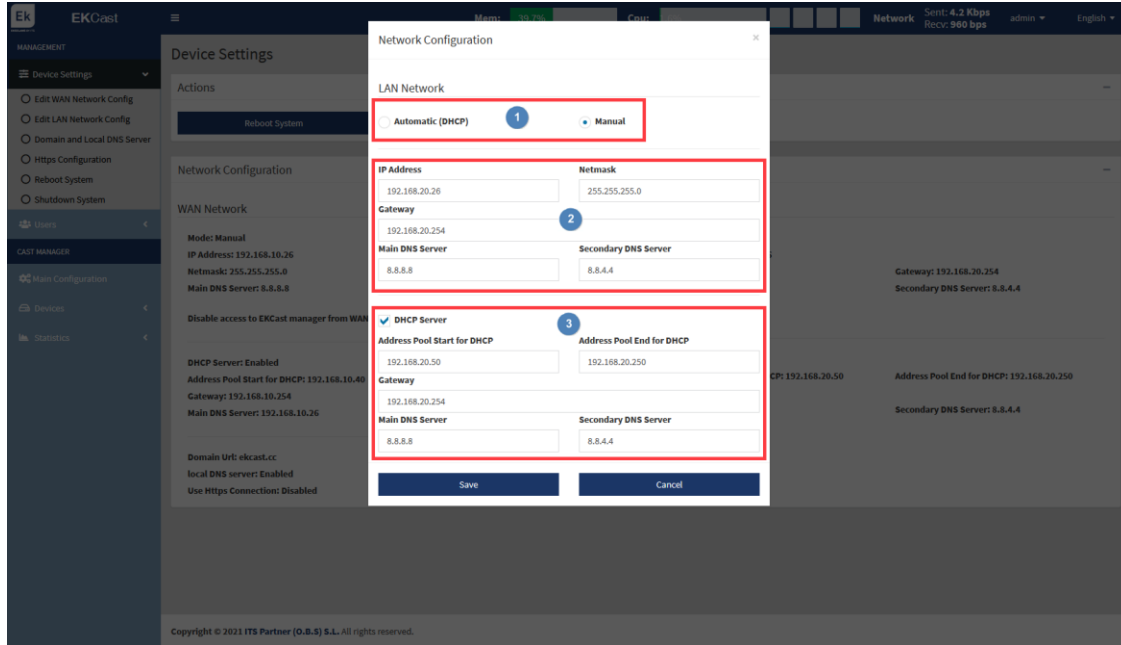 Ek EKCast Mem: 39.7% Cpu: Network Sent: 4.2 Kbps Recv: 960 bps admin English
MANAGEMENT
Device Settings
Edit WAN Network Config
Edit LAN Network Config
Domain and Local DNS Server
Https Configuration
Reboot System
Shutdown System
Users
CAST MANAGER
Main Configuration
Devices
Statistics
Device Settings
Actions
Reboot System
Network Configuration
WAN Network
Mode: Manual
IP Address: 192.168.10.26
Netmask: 255.255.255.0
Main DNS Server: 8.8.8.8
Disable access to EKCast manager from WAN
DHCP Server: Enabled
Address Pool Start for DHCP: 192.168.10.40
Gateway: 192.168.10.254
Main DNS Server: 192.168.10.26
Domain Url: ekcast.cc
local DNS server: Enabled
Use Https Connection: Disabled
Network Configuration ×
LAN Network
Automatic (DHCP) 1 Manual
IP Address Netmask
192.168.20.26 255.255.255.0
Gateway
192.168.20.254 2
Main DNS Server Secondary DNS Server
8.8.8.8 8.8.4.4
DHCP Server 3
Address Pool Start for DHCP Address Pool End for DHCP
192.168.20.50 192.168.20.250
Gateway
192.168.20.254
Main DNS Server Secondary DNS Server
8.8.8.8 8.8.4.4
Save Cancel
Gateway: 192.168.20.254
Secondary DNS Server: 8.8.4.4
CP: 192.168.20.50 Address Pool End for DHCP: 192.168.20.250
Secondary DNS Server: 8.8.4.4
Copyright © 2021 ITS Partner (O.B.S) S.L. All rights reserved.